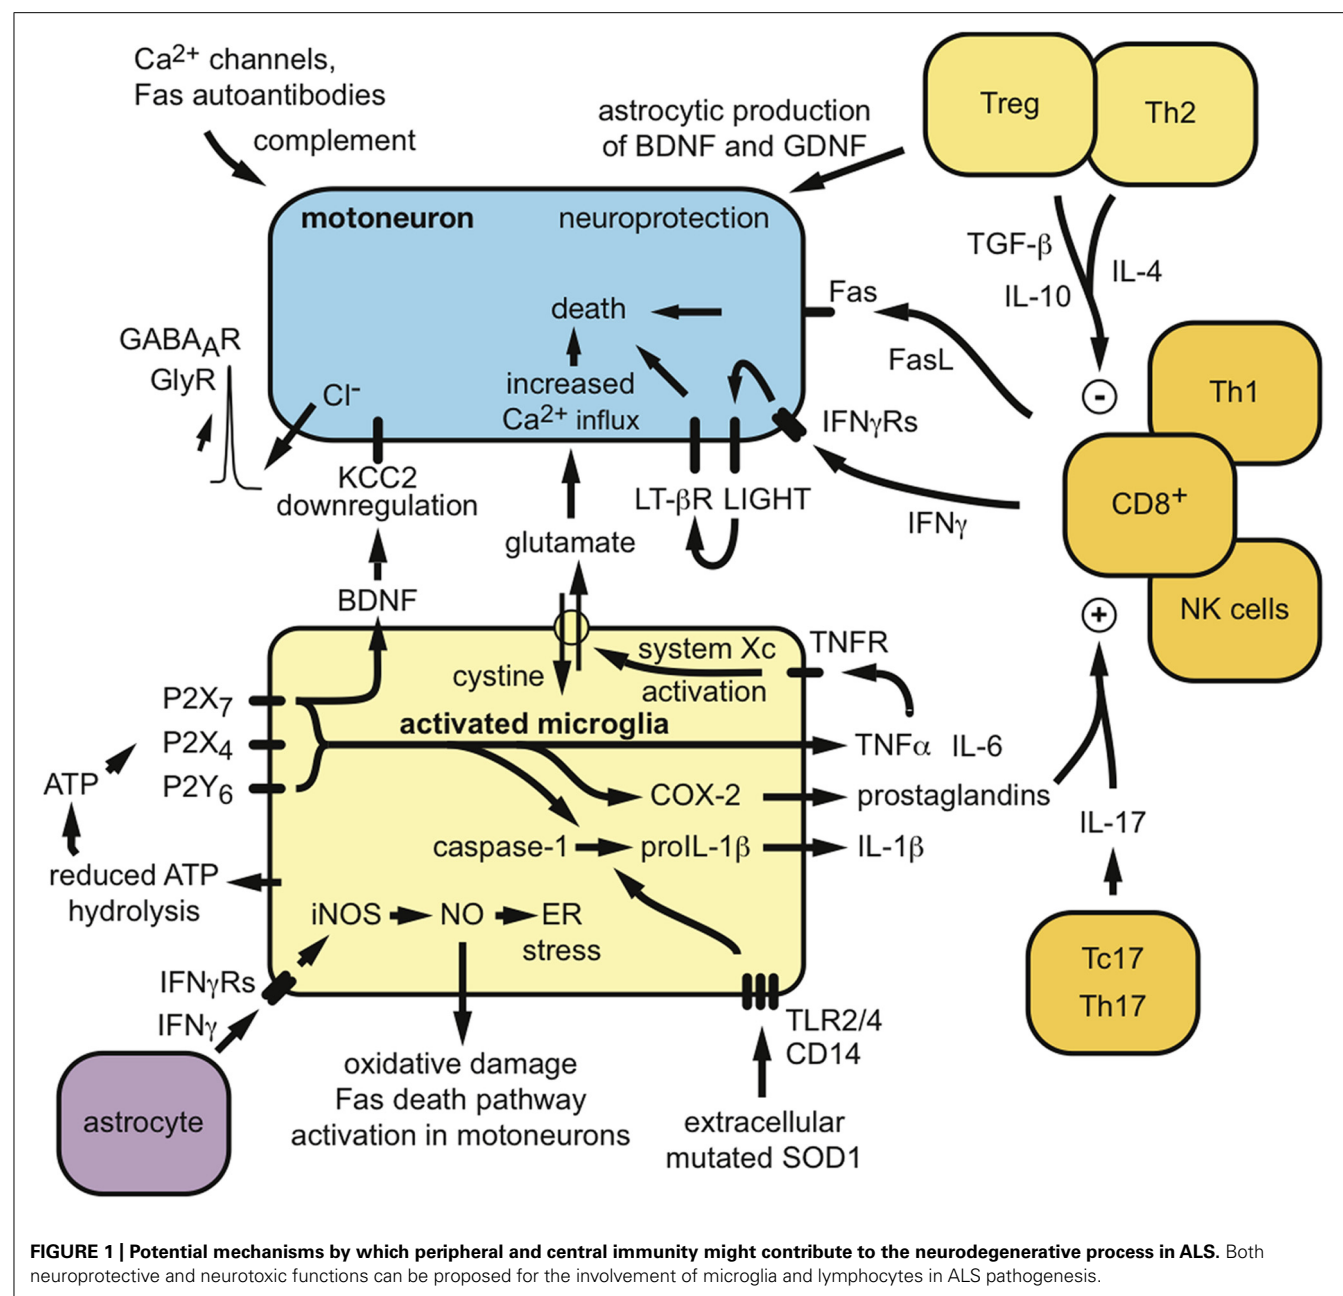 Ca2+ channels,
Fas autoantibodies
complement
astrocytic production
of BDNF and GDNF
Treg
Th2
motoneuron
neuroprotection
TGF-β
IL-10
IL-4
Fas
FasL
death
increased
Ca2+ influx
GABAAR
GlyR
Cl-
KCC2
downregulation
IFNγRs
LT-βR LIGHT
IFNγ
-
Th1
CD8+
NK cells
+
glutamate
BDNF
cystine
system Xc
activation
TNFR
activated microglia
P2X7
P2X4
P2Y6
ATP
reduced ATP
hydrolysis
TNFα IL-6
COX-2
prostaglandins
caspase-1
proIL-1β
IL-1β
IL-17
Tc17
Th17
iNOS
NO
ER
stress
IFNγRs
IFNγ
astrocyte
oxidative damage
Fas death pathway
activation in motoneurons
TLR2/4
CD14
extracellular
mutated SOD1
FIGURE 1 | Potential mechanisms by which peripheral and central immunity might contribute to the neurodegenerative process in ALS. Both
neuroprotective and neurotoxic functions can be proposed for the involvement of microglia and lymphocytes in ALS pathogenesis.